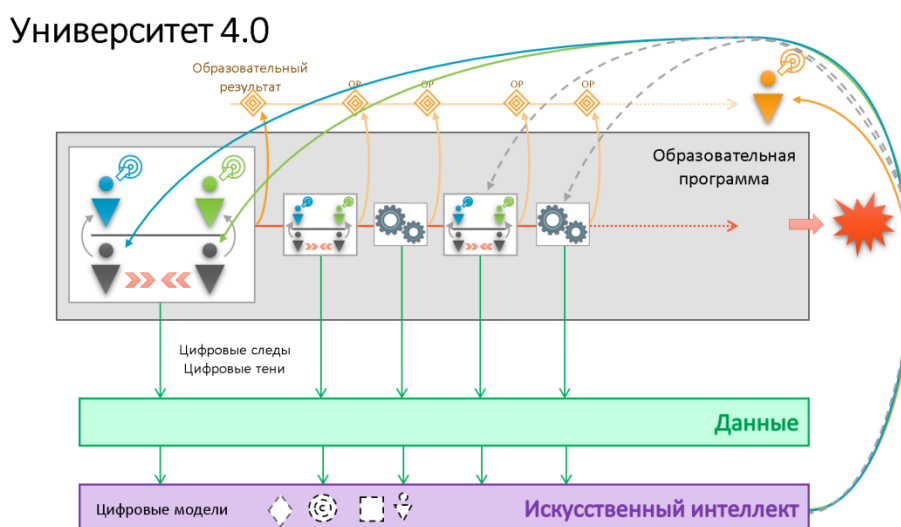 Университет 4.0
Образовательный
результат
ОР
ОР
ОР
ОР
Образовательная
программа
Цифровые следы
Цифровые тени
Данные
Цифровые модели
Искусственный интеллект